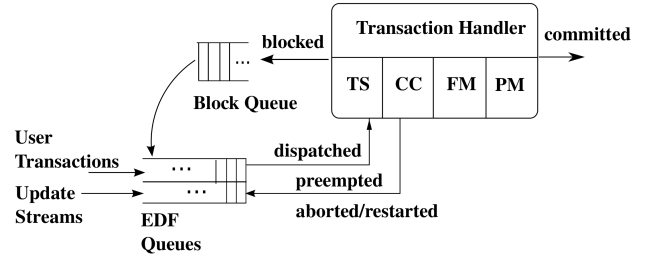 Transaction Handler
committed
blocked
...
TS CC FM PM
Block Queue
User
Transactions
...
dispatched
Update
Streams
...
preempted
aborted/restarted
EDF
Queues